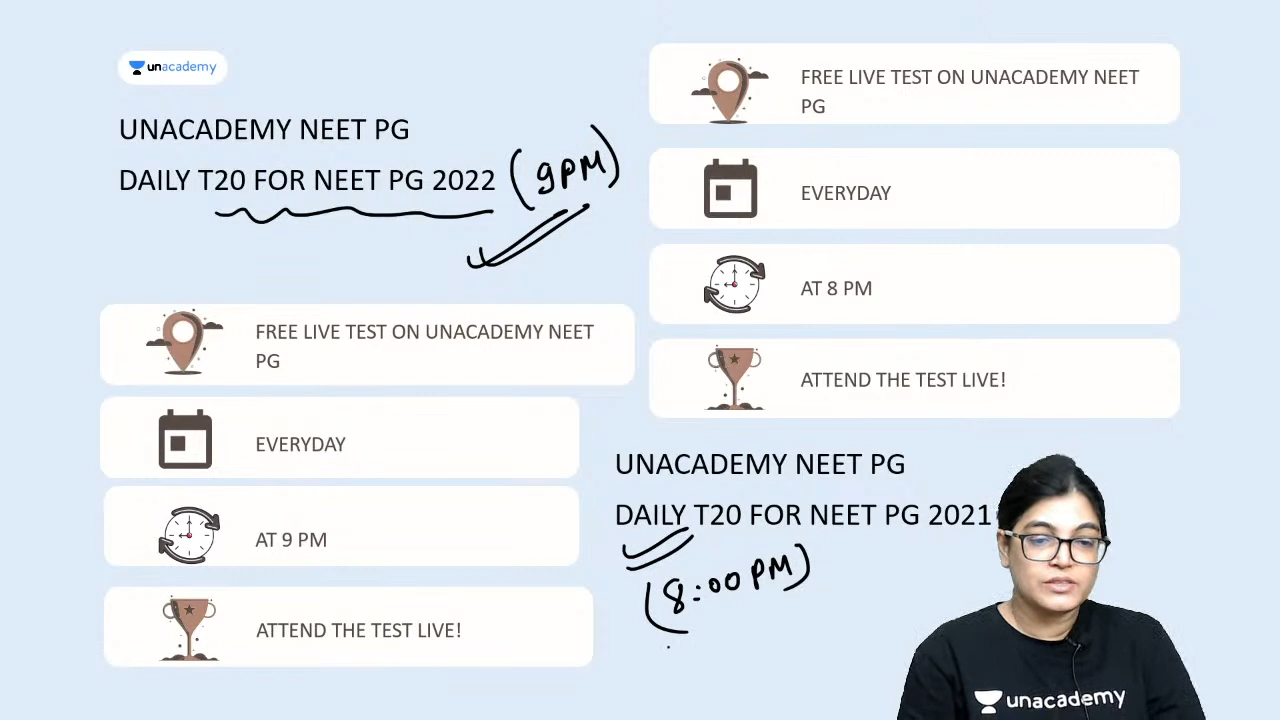 unacademy
UNACADEMY NEET PG
DAILY T20 FOR NEET PG 2022 (9PM)
FREE LIVE TEST ON UNACADEMY NEET
PG
EVERYDAY
AT 9 PM
ATTEND THE TEST LIVE!
FREE LIVE TEST ON UNACADEMY NEET
PG
EVERYDAY
AT 8 PM
ATTEND THE TEST LIVE!
UNACADEMY NEET PG
DAILY T20 FOR NEET PG 2021
(8:00 PM)
unacademy